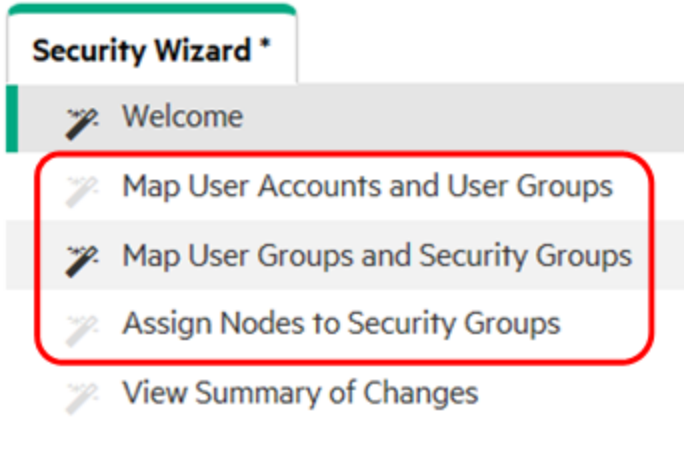 Security Wizard *
Welcome
Map User Accounts and User Groups
Map User Groups and Security Groups
Assign Nodes to Security Groups
View Summary of Changes